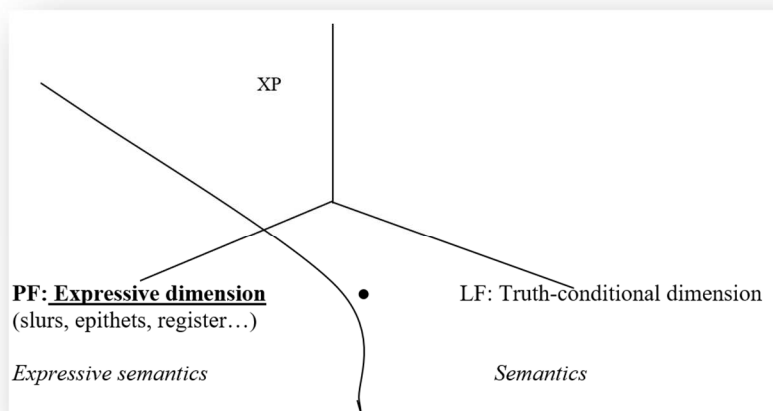 XP
PF: Expressive dimension
LF: Truth-conditional dimension
(slurs, epithets, register…)
Expressive semantics
Semantics